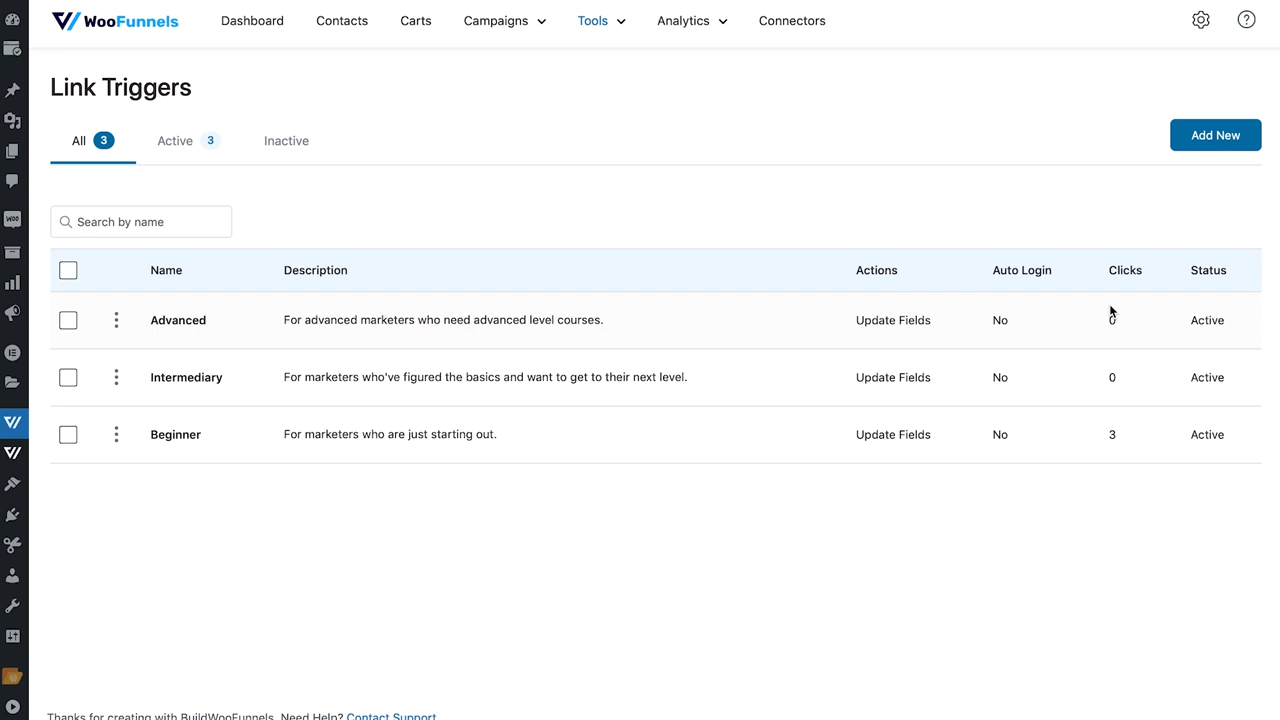 WooFunnels Dashboard Contacts Carts Campaigns Tools Analytics Connectors
Link Triggers
All 3 Active 3 Inactive Add New
Search by name
Name Description Actions Auto Login Clicks Status
Advanced For advanced marketers who need advanced level courses. Update Fields No 0 Active
Intermediary For marketers who've figured the basics and want to get to their next level. Update Fields No 0 Active
Beginner For marketers who are just starting out. Update Fields No 3 Active
Thanks for creating with BuildWooFunnels. Need Help? Contact Support